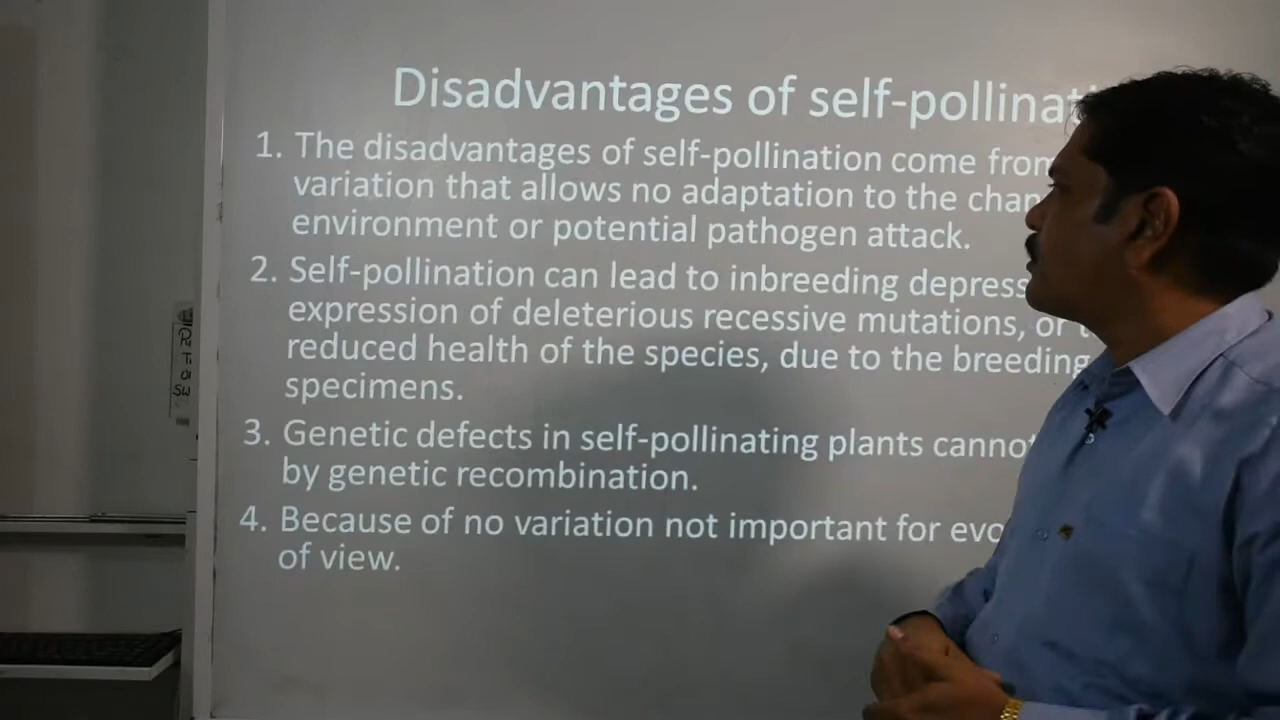 Disadvantages of self-pollinati
1. The disadvantages of self-pollination come from
variation that allows no adaptation to the chan
environment or potential pathogen attack.
2. Self-pollination can lead to inbreeding depress
expression of deleterious recessive mutations, or t
reduced health of the species, due to the breeding
specimens.
3. Genetic defects in self-pollinating plants cannot
by genetic recombination.
4. Because of no variation not important for evo
of view.